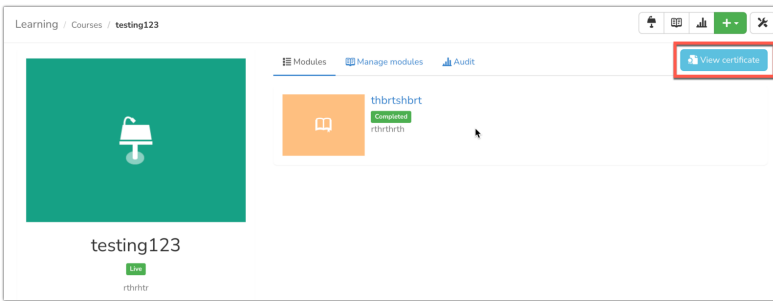 Learning / Courses / testing123
Modules Manage modules Audit
View certificate
thbrtshbrt
Completed
rthrthrth
testing123
Live
rthrhtr